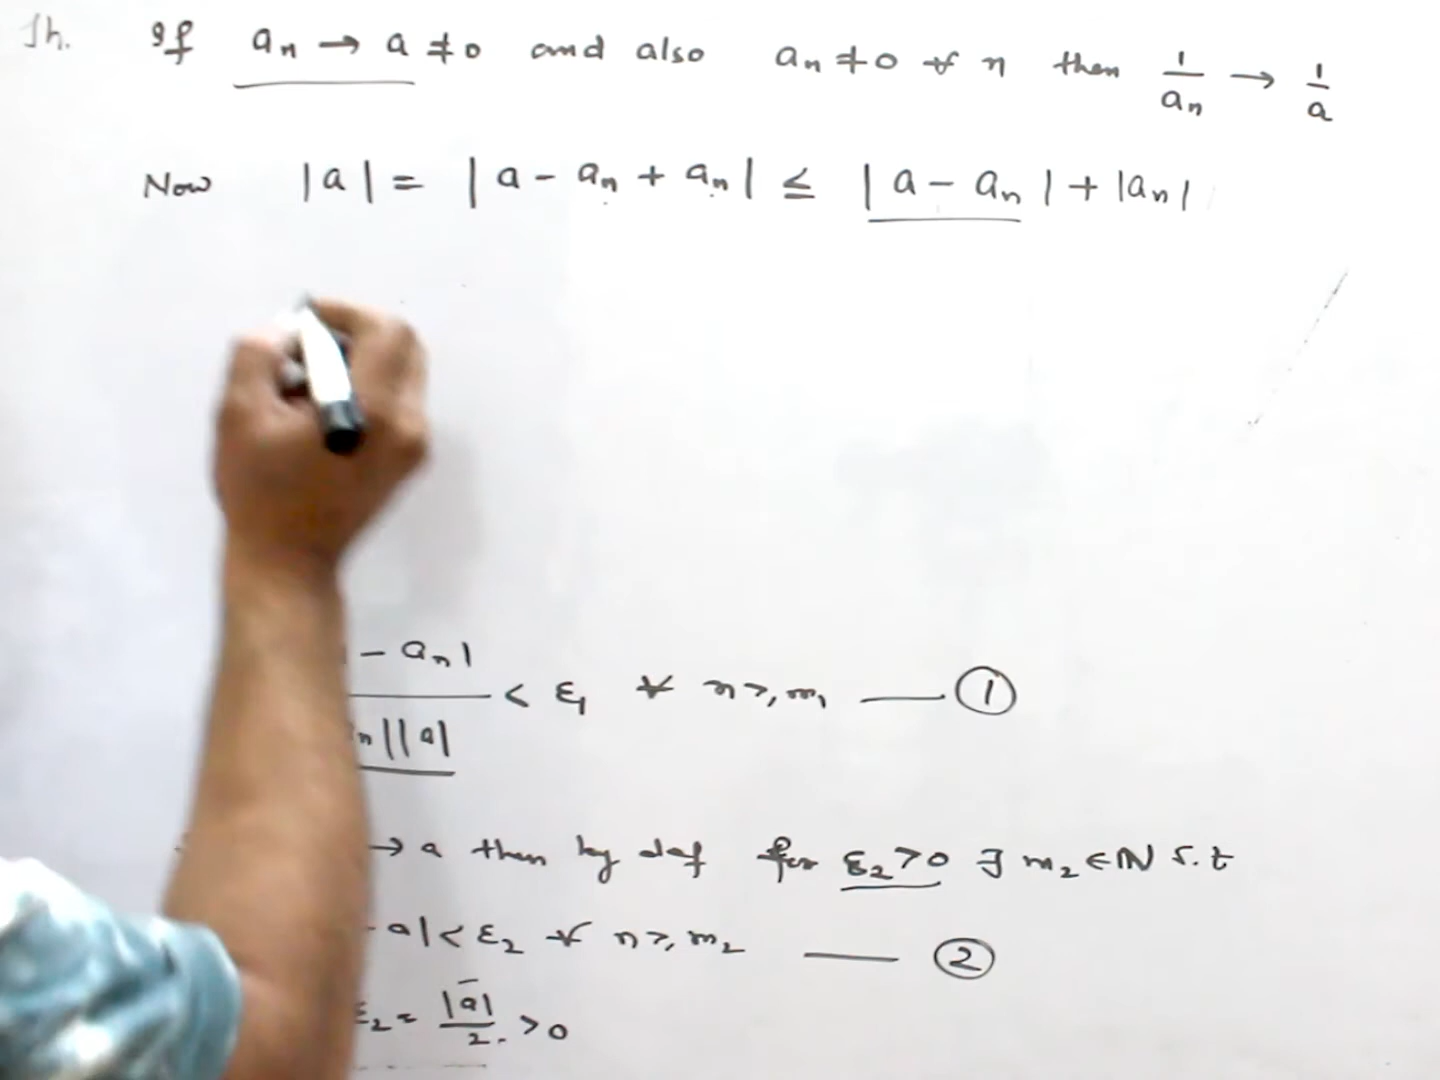 Th. If aₙ → a ≠ 0 and also aₙ ≠ 0 ∀ n then 1/aₙ → 1/a
Now |a| = |a - aₙ + aₙ| ≤ |a - aₙ| + |aₙ|
- aₙ| / ₙ||a| < ε₁ ∀ n ≥, m₁ —— ①
→ a then by def for ε₂ > 0 ∃ m₂ ∈ ℕ s.t
- a| < ε₂ ∀ n ≥, m₂ —— ②
ε₂ = |a|/2 > 0